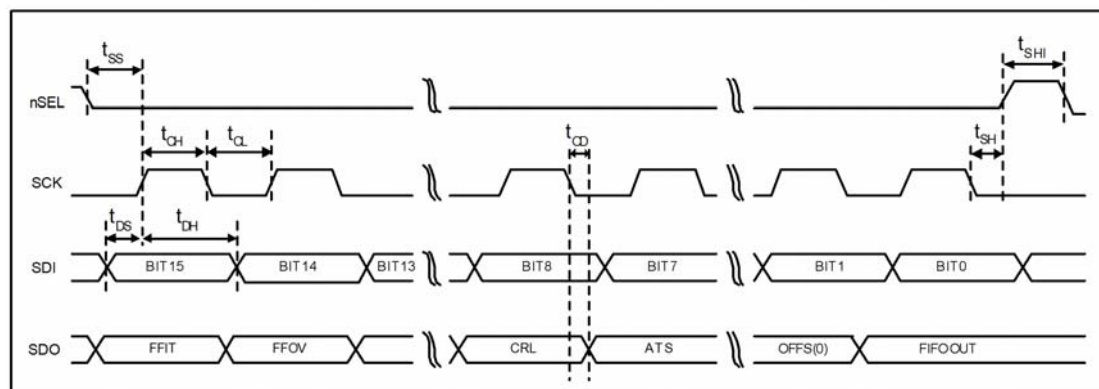 tSS
tSHI
nSEL
tCH
tCL
tCD
tSH
SCK
tDS
tDH
SDI
BIT15
BIT14
BIT13
BIT8
BIT7
BIT1
BIT0
SDO
FFIT
FFOV
CRL
ATS
OFFS(0)
FIFOOUT